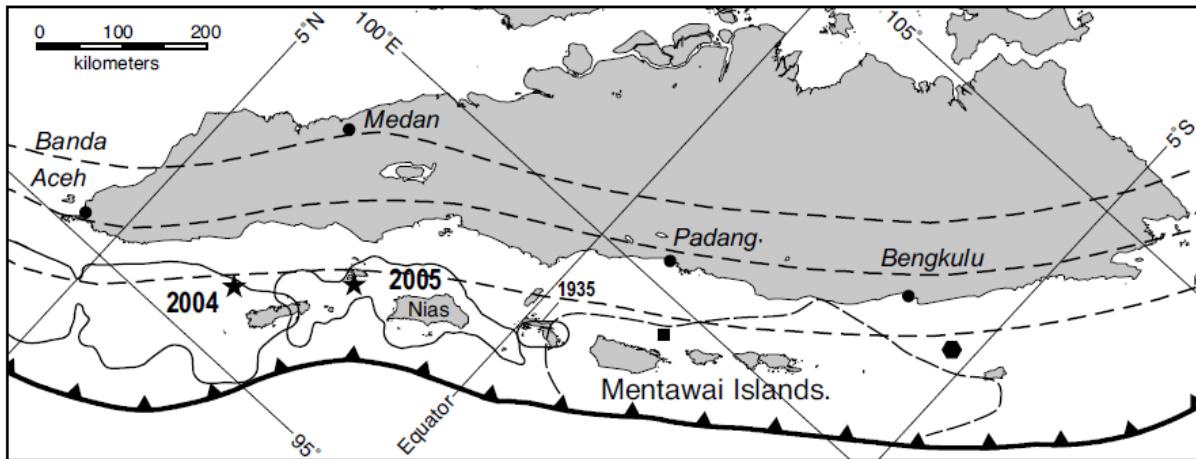 0 100 200
kilometers
5°N
100°E
105°
5°S
Banda
Aceh
Medan
Padang.
Bengkulu
2004
2005
1935
Nias
Mentawai Islands.
Equator
95°